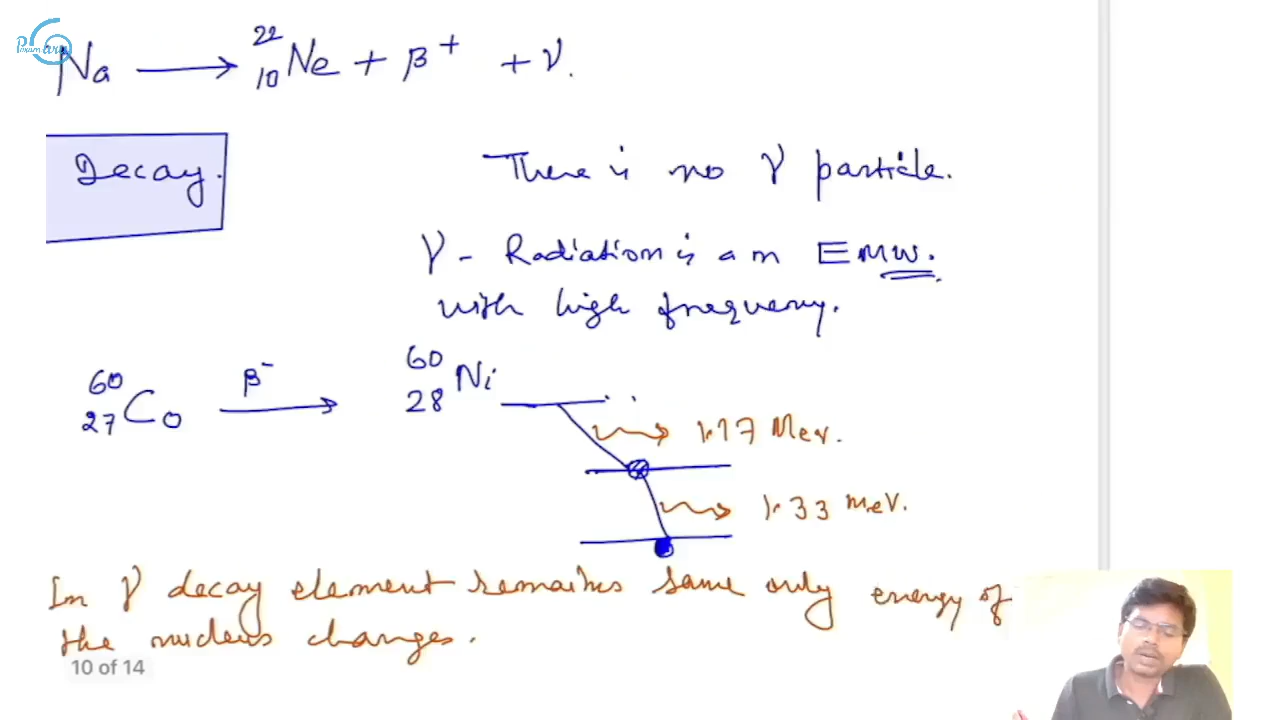 Na → ²²₁₀Ne + β⁺ + ν.
Decay.
There is no γ particle.
γ - Radiation is an EMW.
with high frequency.
⁶⁰₂₇Co β⁻ → ⁶⁰₂₈Ni
1.17 Mev.
1.33 MeV.
In γ decay element remains same only energy of
the nucleus changes.
10 of 14